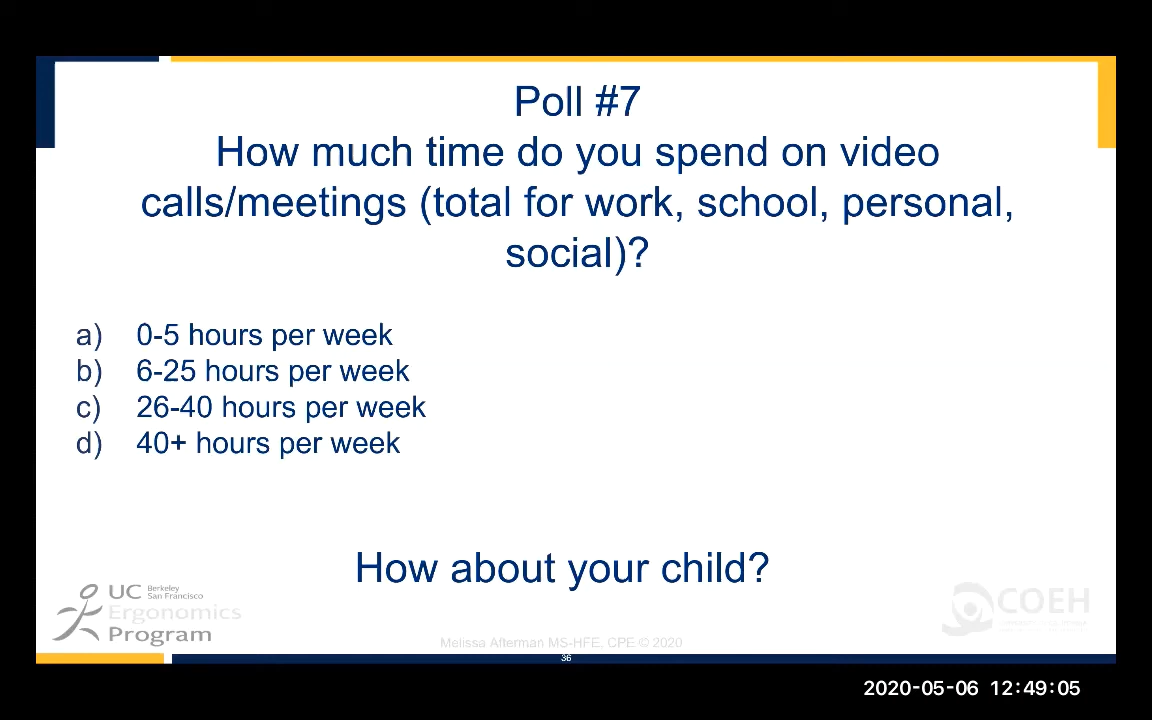 Poll #7
How much time do you spend on video
calls/meetings (total for work, school, personal,
social)?
a) 0-5 hours per week
b) 6-25 hours per week
c) 26-40 hours per week
d) 40+ hours per week
How about your child?
UC Berkeley
San Francisco
Ergonomics
Program
COEH
Melissa Afterman MS-HFE, CPE © 2020
36
2020-05-06 12:49:05